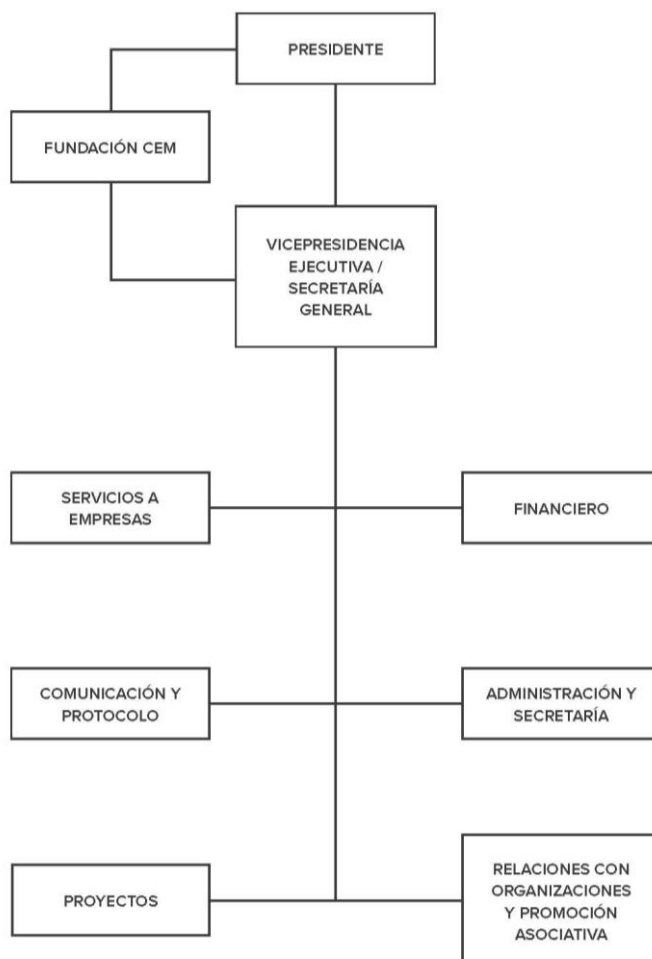 PRESIDENTE
FUNDACIÓN CEM
VICEPRESIDENCIA
EJECUTIVA /
SECRETARÍA
GENERAL
SERVICIOS A
EMPRESAS
FINANCIERO
COMUNICACIÓN Y
PROTOCOLO
ADMINISTRACIÓN Y
SECRETARÍA
PROYECTOS
RELACIONES CON
ORGANIZACIONES
Y PROMOCIÓN
ASOCIATIVA